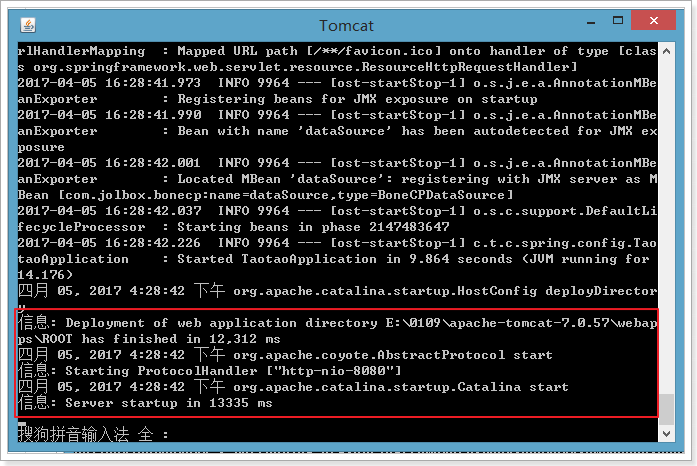 Tomcat
rlHandlerMapping  : Mapped URL path [/**/favicon.ico] onto handler of type [clas
s org.springframework.web.servlet.resource.ResourceHttpRequestHandler]
2017-04-05 16:28:41.973  INFO 9964 --- [ost-startStop-1] o.s.j.e.a.AnnotationMBe
anExporter        : Registering beans for JMX exposure on startup
2017-04-05 16:28:41.990  INFO 9964 --- [ost-startStop-1] o.s.j.e.a.AnnotationMBe
anExporter        : Bean with name 'dataSource' has been autodetected for JMX ex
posure
2017-04-05 16:28:42.001  INFO 9964 --- [ost-startStop-1] o.s.j.e.a.AnnotationMBe
anExporter        : Located MBean 'dataSource': registering with JMX server as M
Bean [com.jolbox.bonecp:name=dataSource,type=BoneCPDataSource]
2017-04-05 16:28:42.037  INFO 9964 --- [ost-startStop-1] o.s.c.support.DefaultLi
fecycleProcessor  : Starting beans in phase 2147483647
2017-04-05 16:28:42.226  INFO 9964 --- [ost-startStop-1] c.t.c.spring.config.Tao
taoApplication    : Started TaotaoApplication in 9.864 seconds (JVM running for
14.176)
四月 05, 2017 4:28:42 下午 org.apache.catalina.startup.HostConfig deployDirector
y
信息: Deployment of web application directory E:\0109\apache-tomcat-7.0.57\webap
ps\ROOT has finished in 12,312 ms
四月 05, 2017 4:28:42 下午 org.apache.coyote.AbstractProtocol start
信息: Starting ProtocolHandler ["http-nio-8080"]
四月 05, 2017 4:28:42 下午 org.apache.catalina.startup.Catalina start
信息: Server startup in 13335 ms
搜狗拼音输入法 全 :